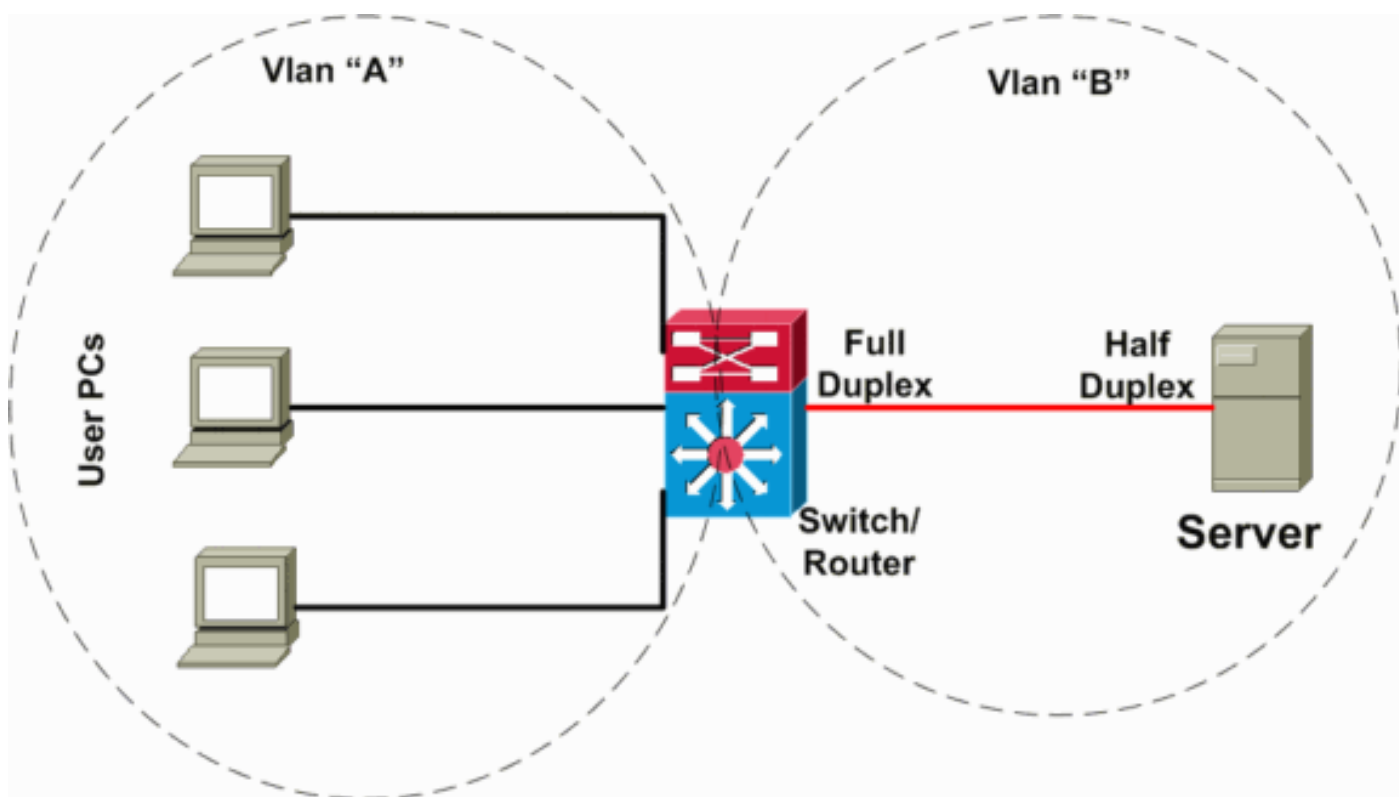 Vlan “A”
Vlan “B”
User PCs
Full
Duplex
Half
Duplex
Switch/
Router
Server